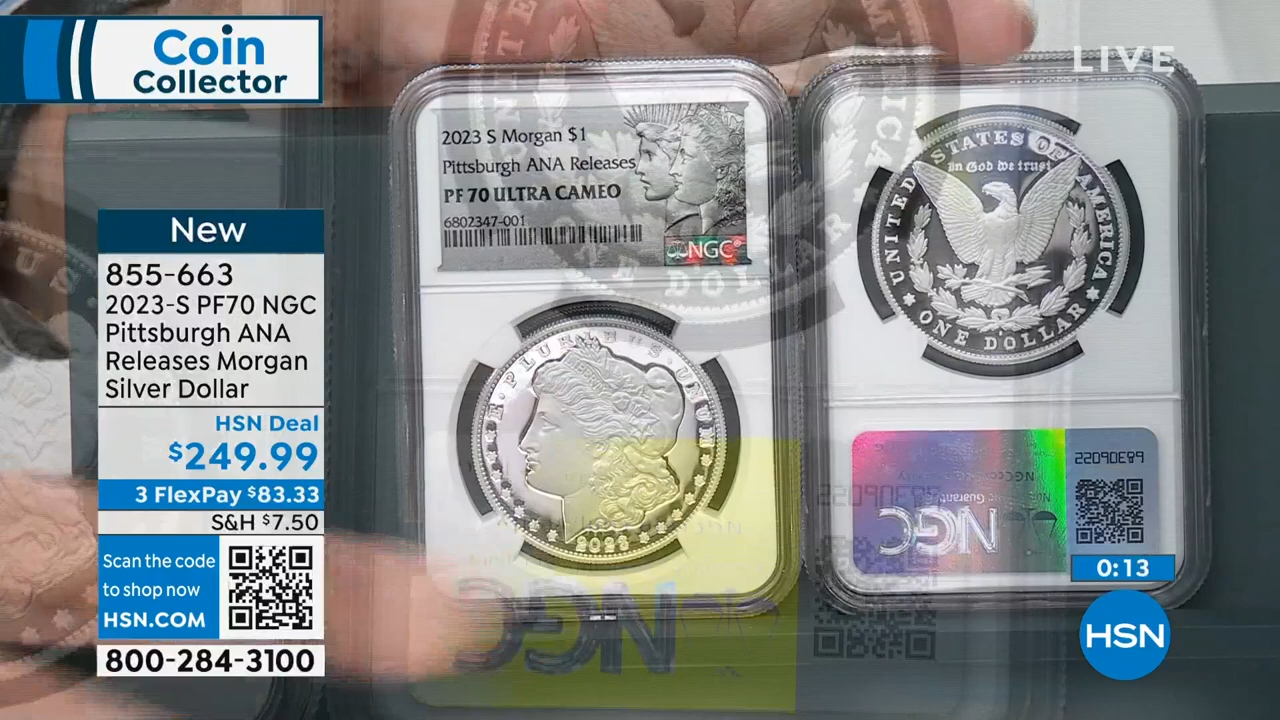 Coin
Collector
LIVE
New
855-663
2023-S PF70 NGC
Pittsburgh ANA
Releases Morgan
Silver Dollar
HSN Deal
$249.99
3 FlexPay $83.33
S&H $7.50
Scan the code
to shop now
HSN.COM
800-284-3100
2023 S Morgan $1
Pittsburgh ANA Releases
PF 70 ULTRA CAMEO
6802347-001
NGC
E PLURIBUS UNUM
2023
UNITED STATES OF AMERICA
In God we trust
ONE DOLLAR
NGC
0:13
HSN